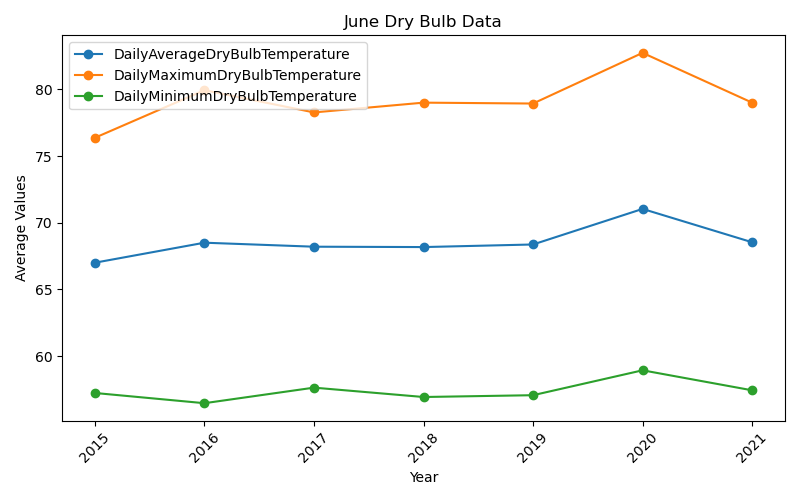 June Dry Bulb Data
DailyAverageDryBulbTemperature
DailyMaximumDryBulbTemperature
DailyMinimumDryBulbTemperature
80
75
70
65
60
Average Values
2015
2016
2017
2018
2019
2020
2021
Year